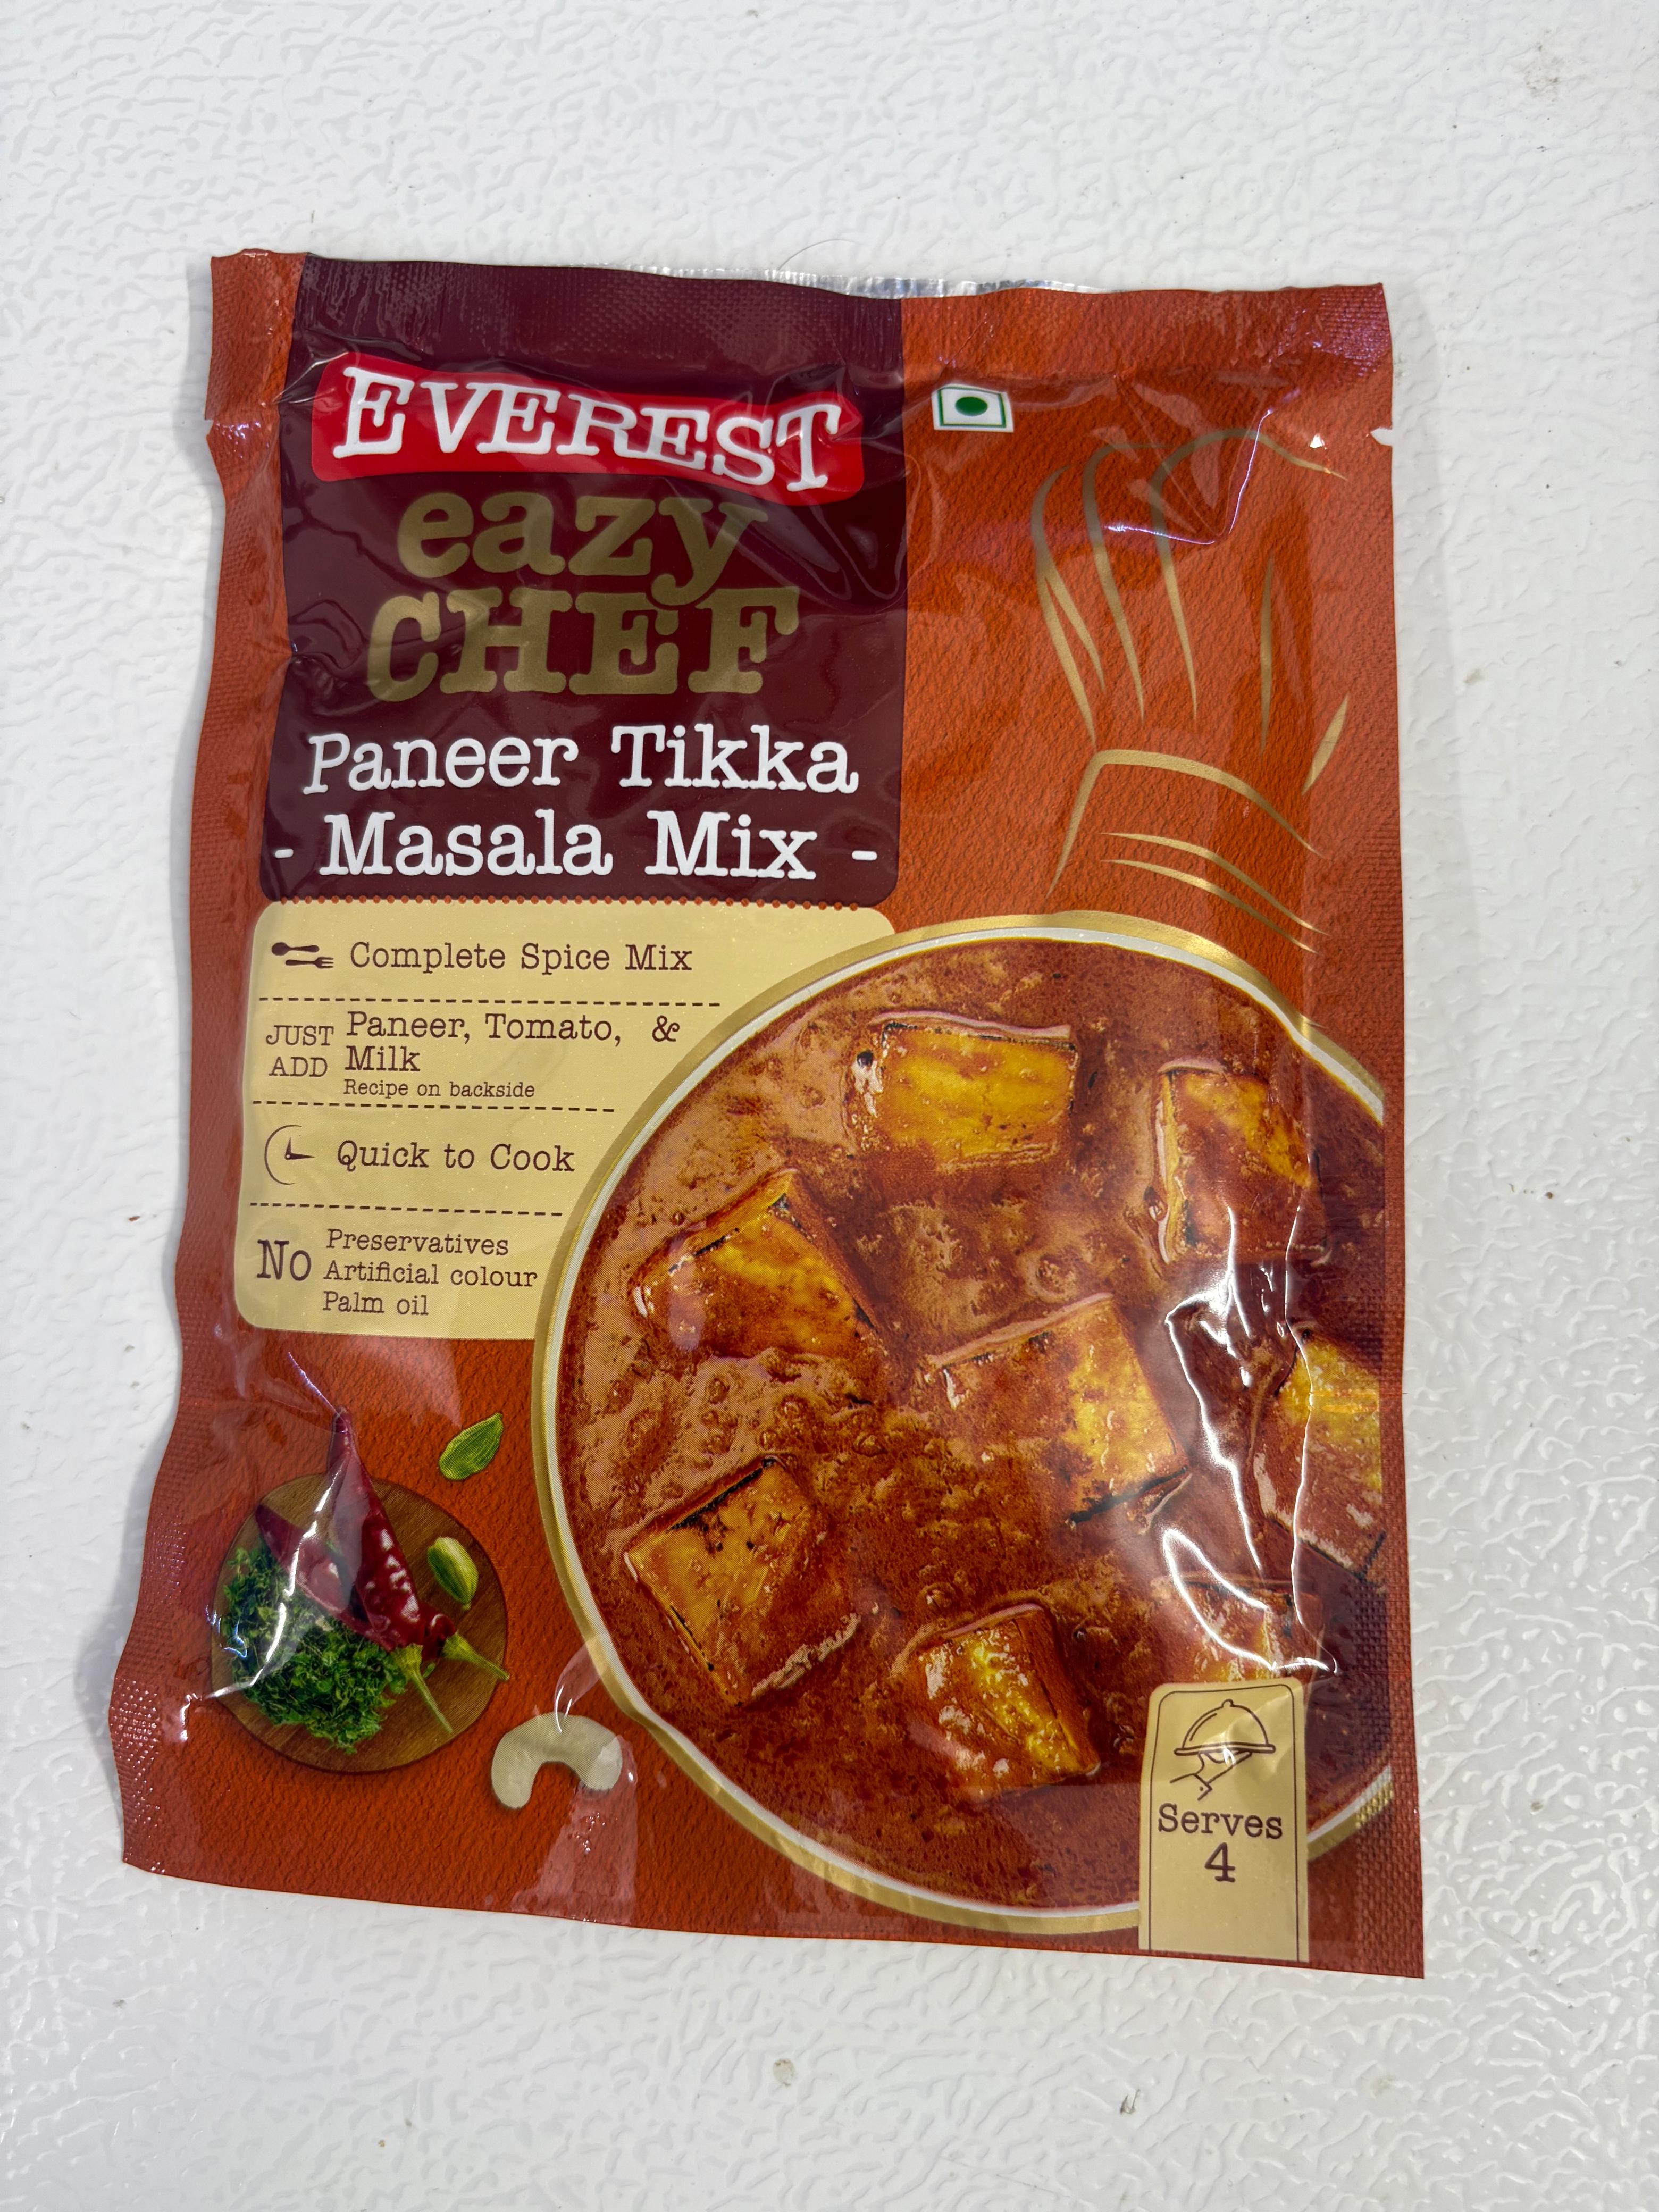 EVEREST
eazy
CHEF
Paneer Tikka
- Masala Mix -
Complete Spice Mix
JUST ADD
Paneer, Tomato, &
Milk
Recipe on backside
Quick to Cook
No
Preservatives
Artificial colour
Palm oil
Serves
4